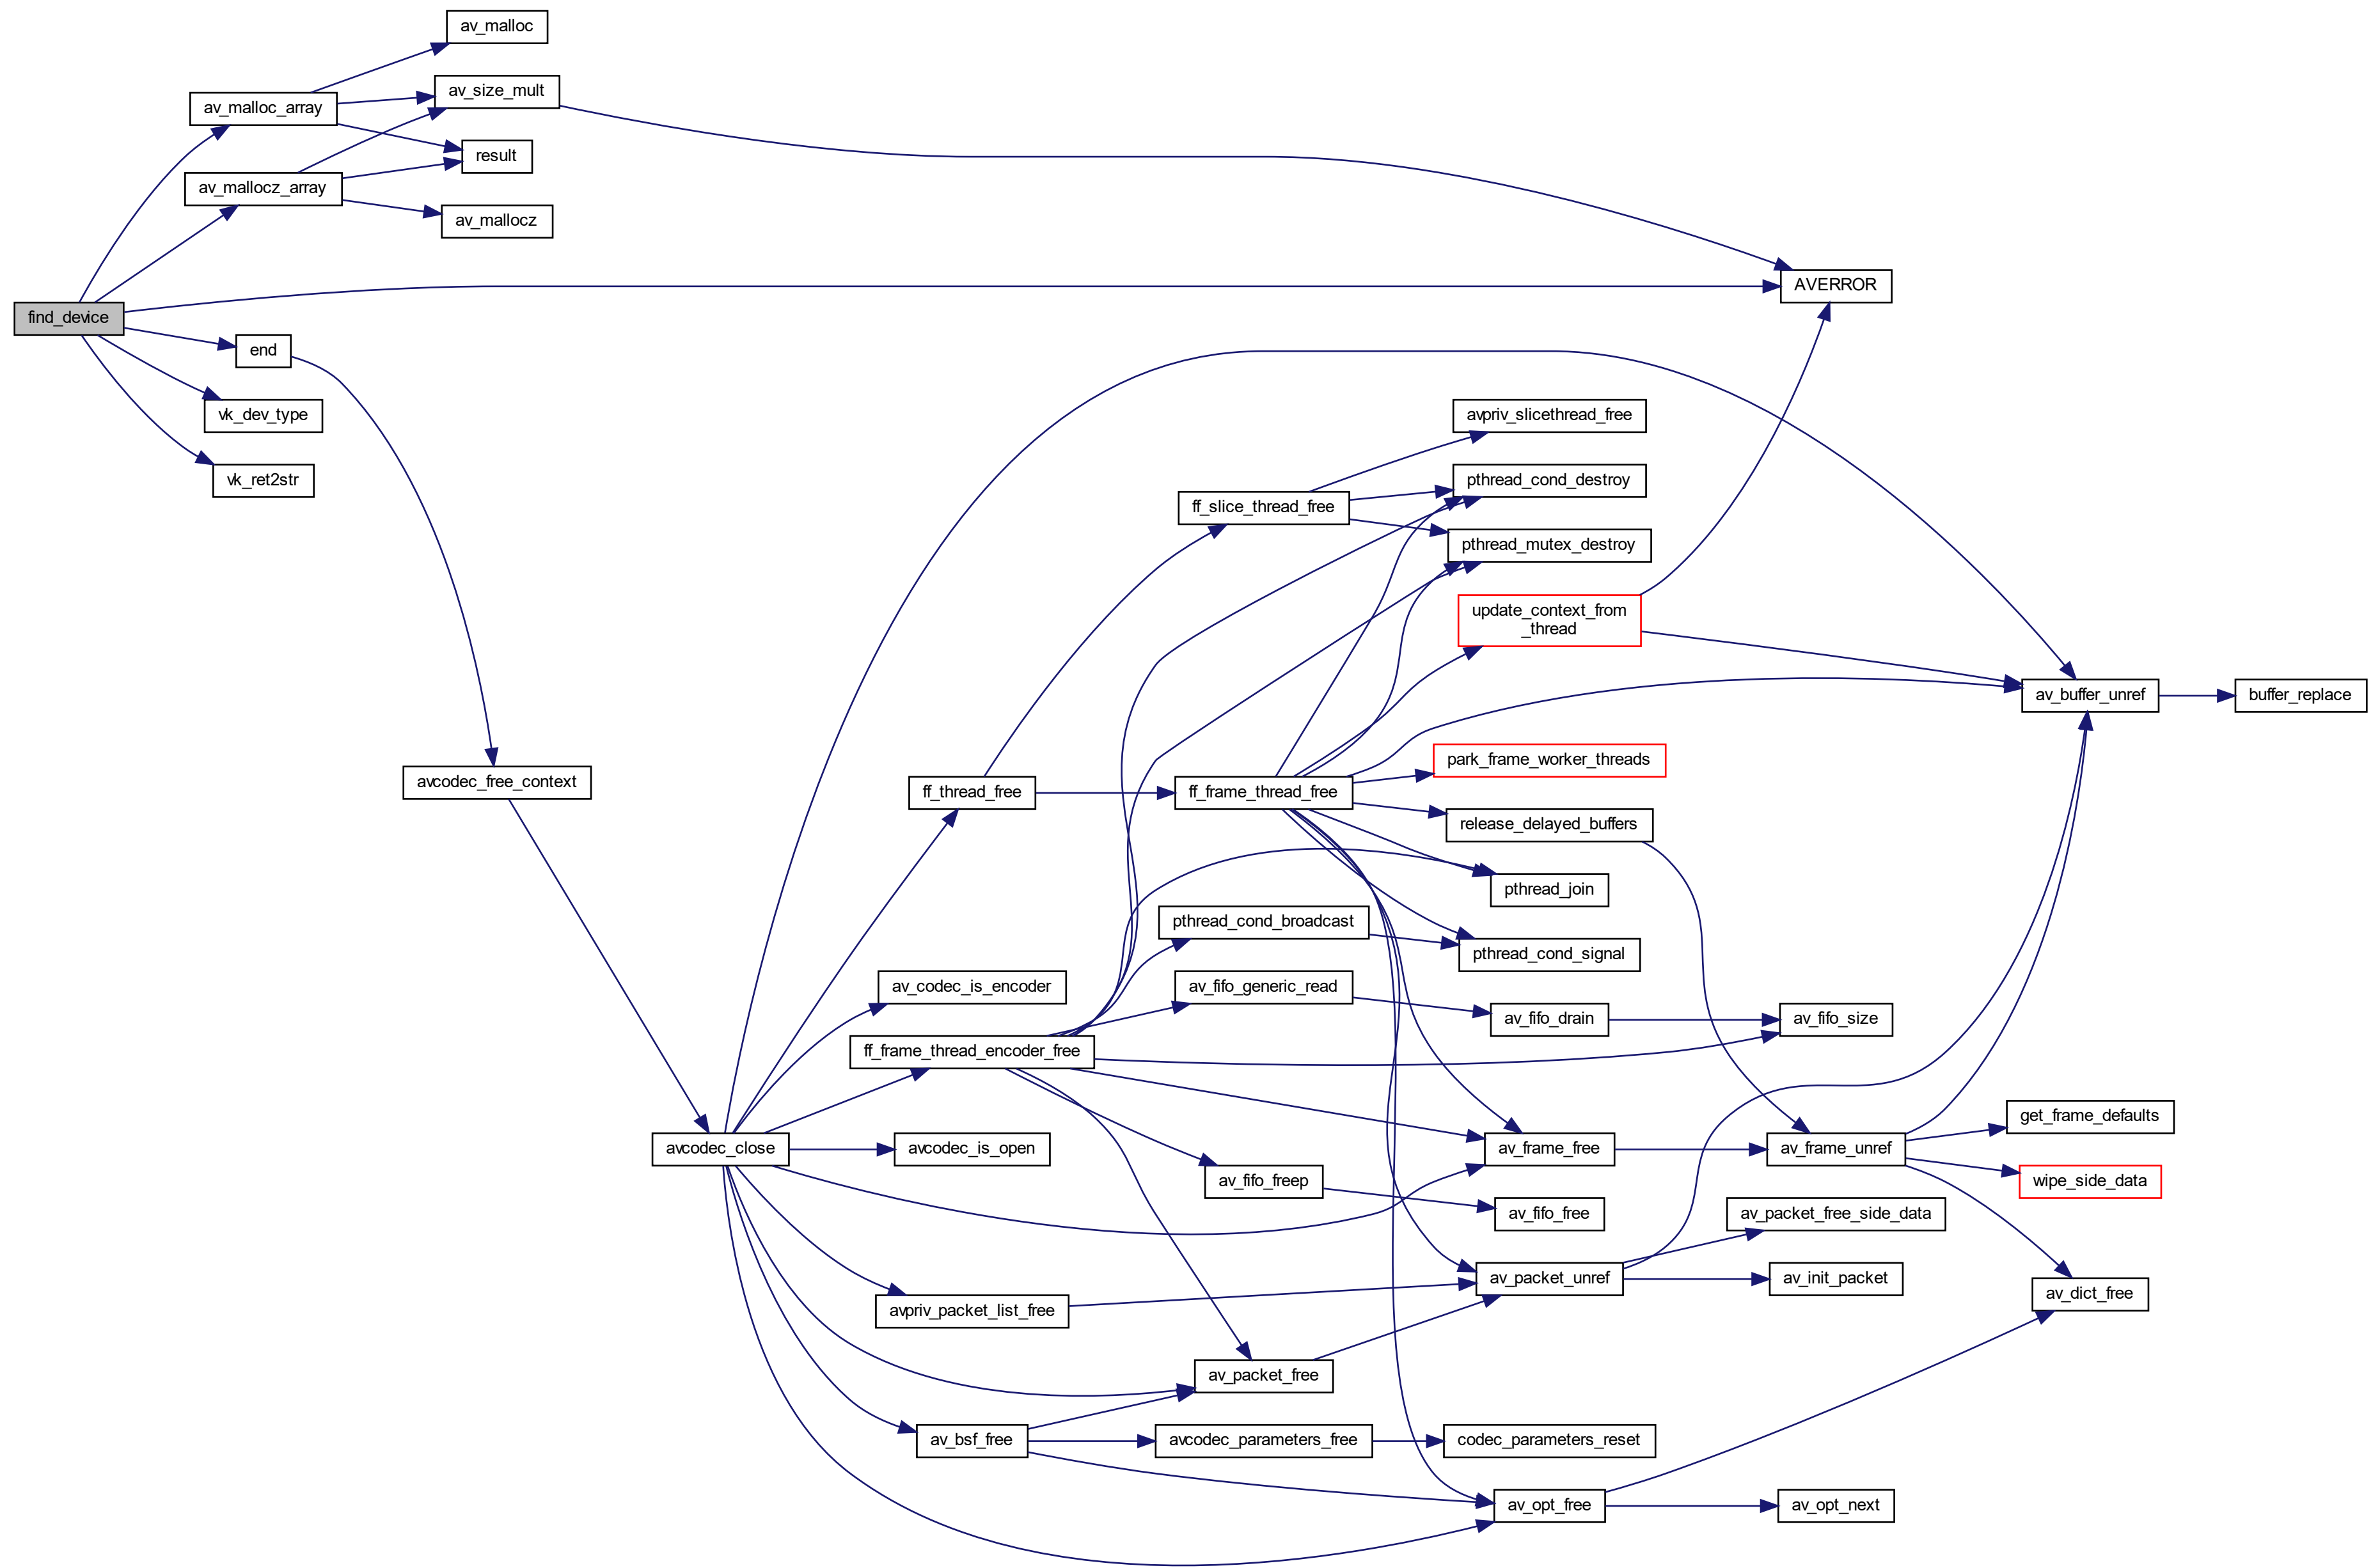 find_device
av_malloc_array
av_malloc
av_size_mult
result
av_mallocz_array
av_mallocz
AVERROR
end
vk_dev_type
vk_ret2str
avcodec_free_context
avcodec_close
ff_thread_free
av_codec_is_encoder
ff_frame_thread_encoder_free
avcodec_is_open
avpriv_packet_list_free
av_bsf_free
ff_slice_thread_free
ff_frame_thread_free
pthread_cond_broadcast
av_fifo_generic_read
av_fifo_freep
av_packet_free
avcodec_parameters_free
avpriv_slicethread_free
pthread_cond_destroy
pthread_mutex_destroy
update_context_from
_thread
park_frame_worker_threads
release_delayed_buffers
pthread_join
pthread_cond_signal
av_fifo_drain
av_frame_free
av_fifo_free
av_packet_unref
codec_parameters_reset
av_opt_free
av_fifo_size
av_frame_unref
av_packet_free_side_data
av_init_packet
av_opt_next
av_buffer_unref
get_frame_defaults
wipe_side_data
av_dict_free
buffer_replace